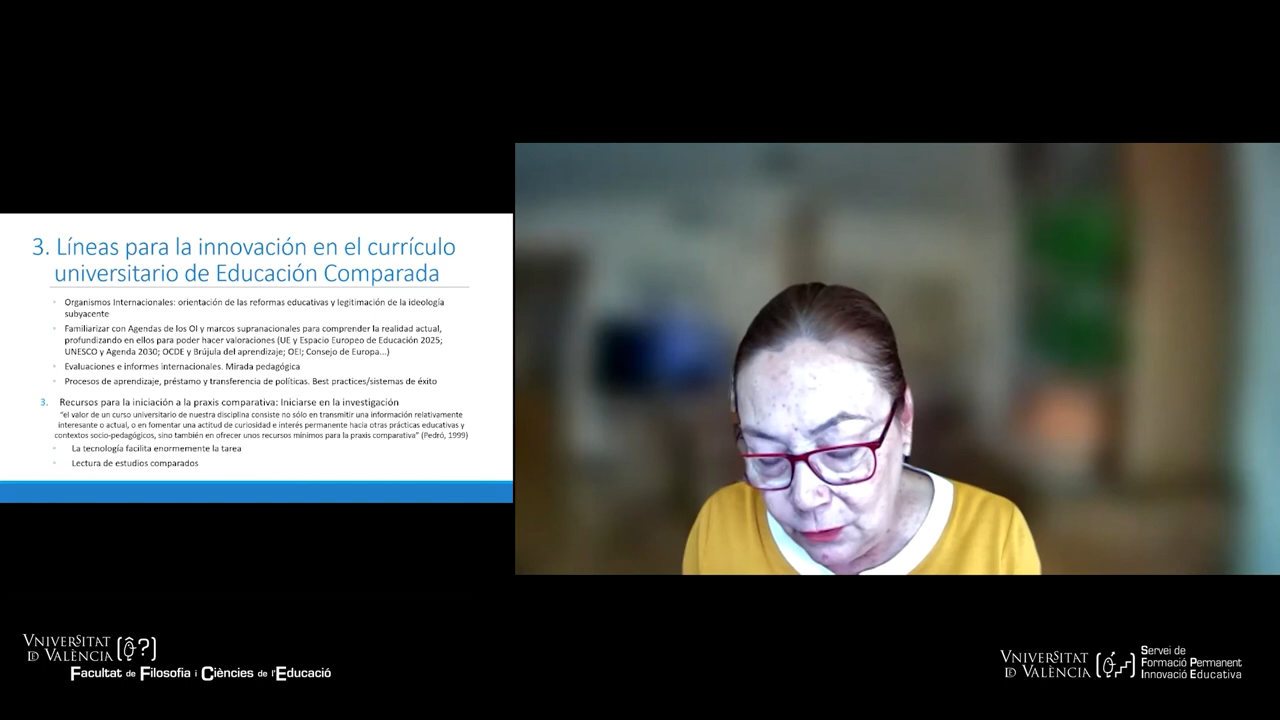 3. Líneas para la innovación en el currículo
universitario de Educación Comparada
Organismos Internacionales: orientación de las reformas educativas y legitimación de la ideología
subyacente
Familiarizar con Agendas de los OI y marcos supranacionales para comprender la realidad actual,
profundizando en ellos para poder hacer valoraciones (UE y Espacio Europeo de Educación 2025;
UNESCO y Agenda 2030; OCDE y Brújula del aprendizaje; OEI; Consejo de Europa...)
Evaluaciones e informes internacionales. Mirada pedagógica
Procesos de aprendizaje, préstamo y transferencia de políticas. Best practices/sistemas de éxito
3. Recursos para la iniciación a la praxis comparativa: Iniciarse en la investigación
"el valor de un curso universitario de nuestra disciplina consiste no sólo en transmitir una información relativamente
interesante o actual, o en fomentar una actitud de curiosidad e interés permanente hacia otras prácticas educativas y
contextos socio-pedagógicos, sino también en ofrecer unos recursos mínimos para la praxis comparativa" (Pedró, 1999)
La tecnología facilita enormemente la tarea
Lectura de estudios comparados
VNIVERSITAT
ID VALÈNCIA
Facultat de Filosofia i Ciències de l'Educació
VNIVERSITAT
ID VALÈNCIA
Servei de
Formació Permanent
Innovació Educativa